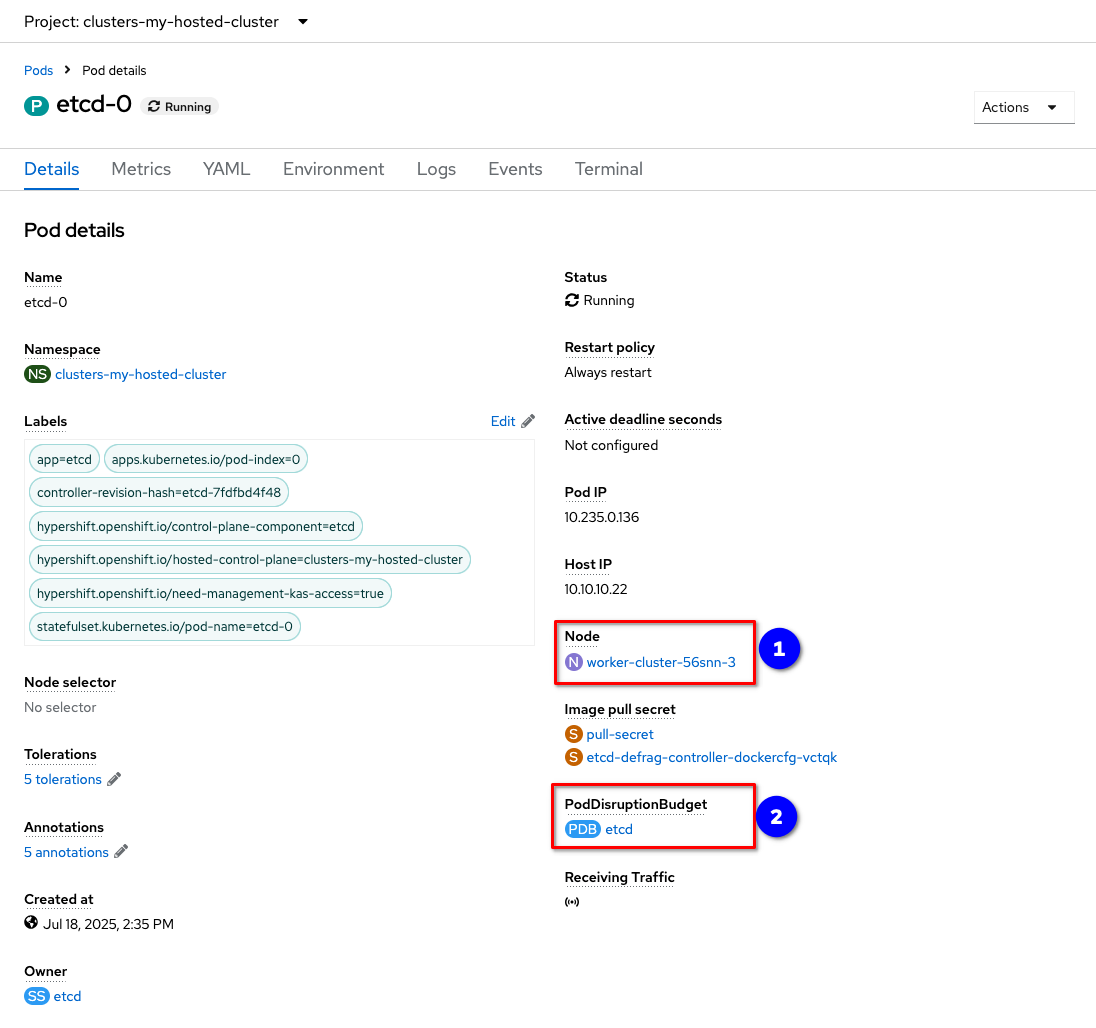 Project: clusters-my-hosted-cluster
Pods > Pod details
P etcd-0 Running
Actions
Details Metrics YAML Environment Logs Events Terminal
Pod details
Name
etcd-0
Namespace
NS clusters-my-hosted-cluster
Labels Edit
app=etcd apps.kubernetes.io/pod-index=0
controller-revision-hash=etcd-7fdfbd4f48
hypershift.openshift.io/control-plane-component=etcd
hypershift.openshift.io/hosted-control-plane=clusters-my-hosted-cluster
hypershift.openshift.io/need-management-kas-access=true
statefulset.kubernetes.io/pod-name=etcd-0
Node selector
No selector
Tolerations
5 tolerations
Annotations
5 annotations
Created at
Jul 18, 2025, 2:35 PM
Owner
SS etcd
Status
Running
Restart policy
Always restart
Active deadline seconds
Not configured
Pod IP
10.235.0.136
Host IP
10.10.10.22
Node
N worker-cluster-56snn-3
1
Image pull secret
S pull-secret
S etcd-defrag-controller-dockercfg-vctqk
PodDisruptionBudget
PDB etcd
2
Receiving Traffic